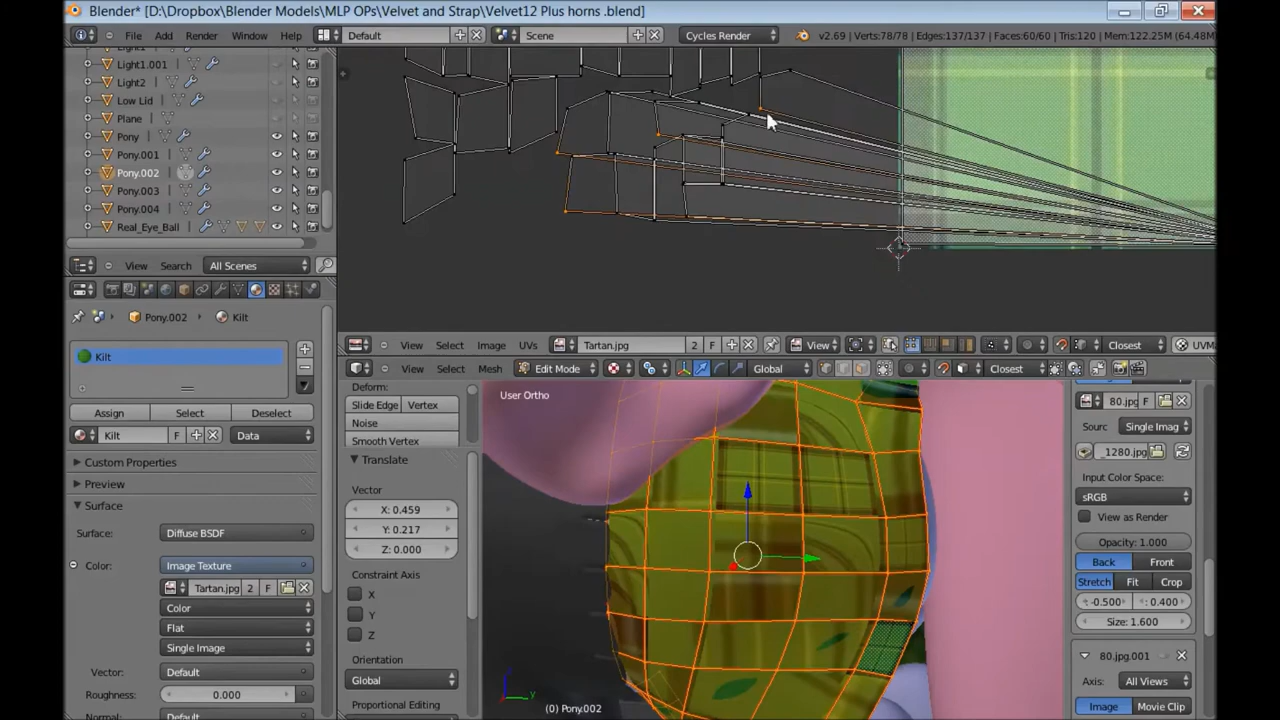 Blender* [D:\Dropbox\Blender Models\MLP OPs\Velvet and Strap\Velvet12 Plus horns .blend]
File Add Render Window Help Default Scene Cycles Render v2.69 | Verts:78/78 | Edges:137/137 | Faces:60/60 | Tris:120 | Mem:122.25M (64.48M
Light1.001
Light2
Low Lid
Plane
Pony
Pony.001
Pony.002
Pony.003
Pony.004
Real_Eye_Ball
View Search All Scenes
Pony.002 Kilt
Kilt
Assign Select Deselect
Kilt F Data
Custom Properties
Preview
Surface
Surface: Diffuse BSDF
Color: Image Texture
Tartan.jpg 2 F
Color
Flat
Single Image
Vector: Default
Roughness: 0.000
Normal: Default
View Select Image UVs Tartan.jpg 2 F View Closest UVM
View Select Mesh Edit Mode Global Closest
Deform:
Slide Edge Vertex
Noise
Smooth Vertex
Translate
Vector
X: 0.459
Y: 0.217
Z: 0.000
Constraint Axis
X
Y
Z
Orientation
Global
Proportional Editing
User Ortho
y
(0) Pony.002
80.jpg F
Sourc Single Imag
_1280.jpg
Input Color Space:
sRGB
View as Render
Opacity: 1.000
Back Front
Stretch Fit Crop
-0.500 : 0.400
Size: 1.600
80.jpg.001
Axis: All Views
Image Movie Clip